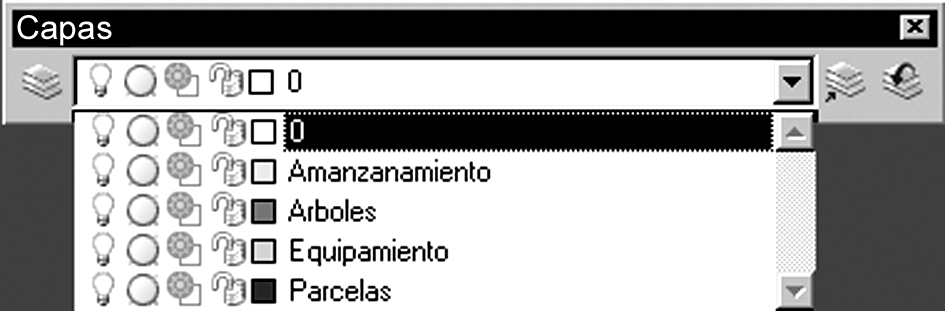 Capas
0
0
Amanzanamiento
Arboles
Equipamiento
Parcelas